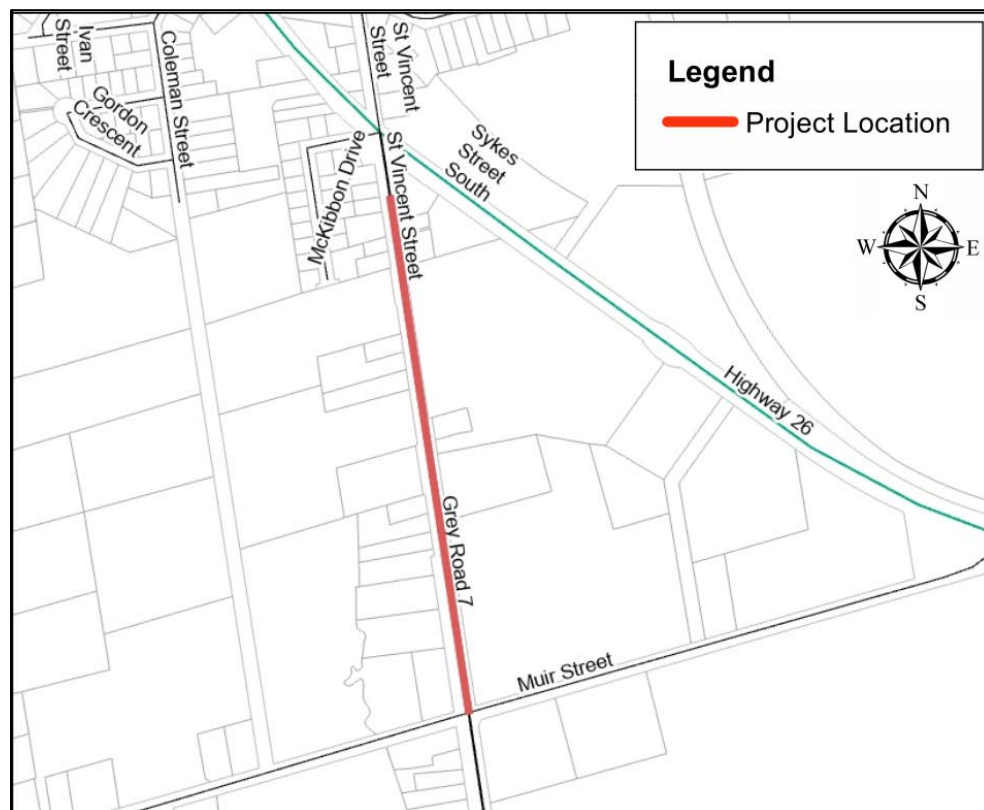 Legend
Project Location
N
W
E
S
Ivan
Street
Coleman Street
Gordon
Crescent
St Vincent
Street
McKibbon Drive
St Vincent Street
Sykes
Street
South
Highway 26
Grey Road 7
Muir Street